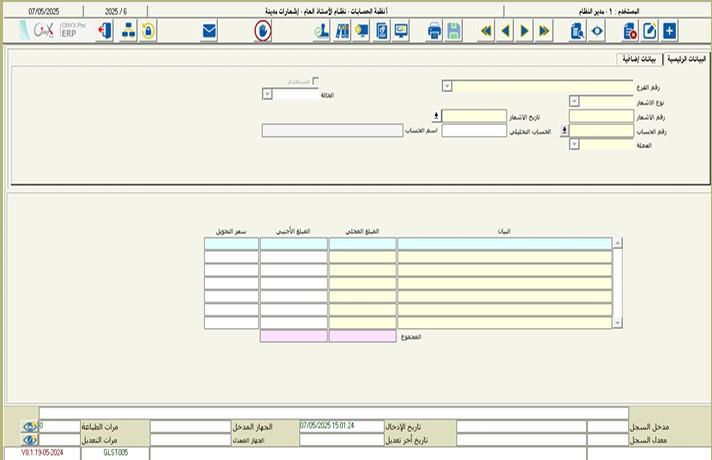 المستخدم : 1 - مدير النظام
أنظمة الحسابات - نظام الأستاذ العام - إشعارات مدينة
2025 / 6
07/05/2025
Onyx
ONYX Pro
ERP
البيانات الرئيسية
بيانات إضافية
رقم الفرع
مستخدم
نوع الاشعار
الحالة
رقم الاشعار
تاريخ الاشعار
رقم الحساب
الحساب التحليلي
اسم الحساب
العملة
البيان
المبلغ المحلي
المبلغ الأجنبي
سعر التحويل
المجموع
مدخل السجل
تاريخ الإدخال
07/05/2025 15:01:24
الجهاز المدخل
مرات الطباعة
0
معدل السجل
تاريخ أخر تعديل
الجهاز المعدل
مرات التعديل
GLST005
V8.1.19-05-2024